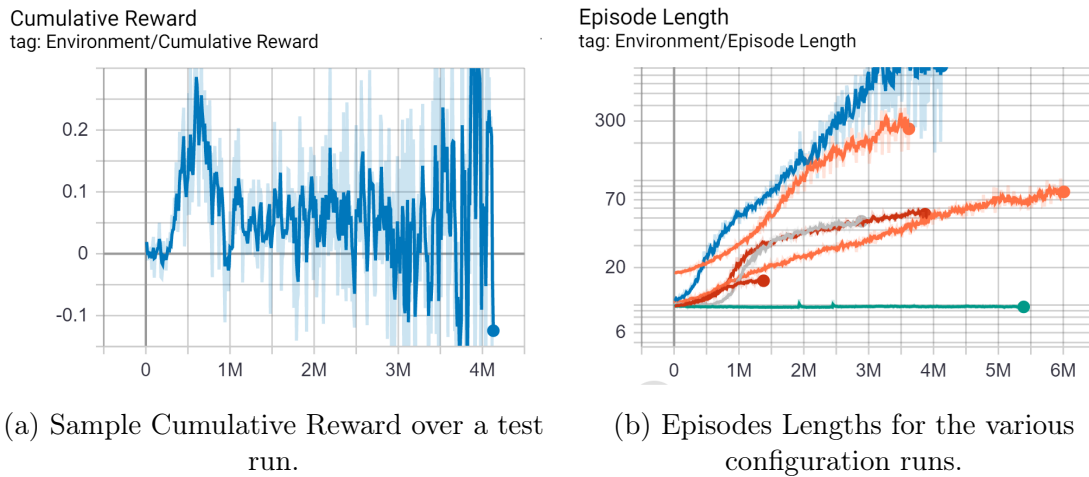 Cumulative Reward
tag: Environment/Cumulative Reward
0.2
0.1
0
-0.1
0 1M 2M 3M 4M
(a) Sample Cumulative Reward over a test
run.
Episode Length
tag: Environment/Episode Length
300
70
20
6
0 1M 2M 3M 4M 5M 6M
(b) Episodes Lengths for the various
configuration runs.